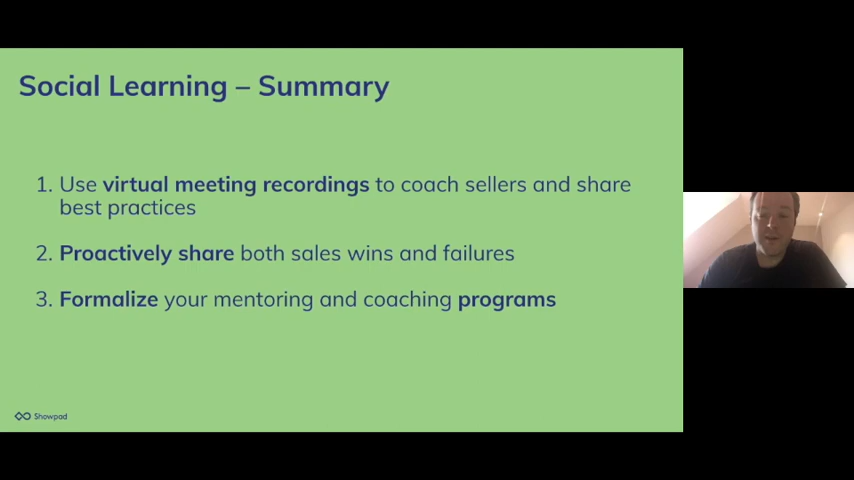 Social Learning – Summary
1. Use virtual meeting recordings to coach sellers and share
best practices
2. Proactively share both sales wins and failures
3. Formalize your mentoring and coaching programs
Showpad